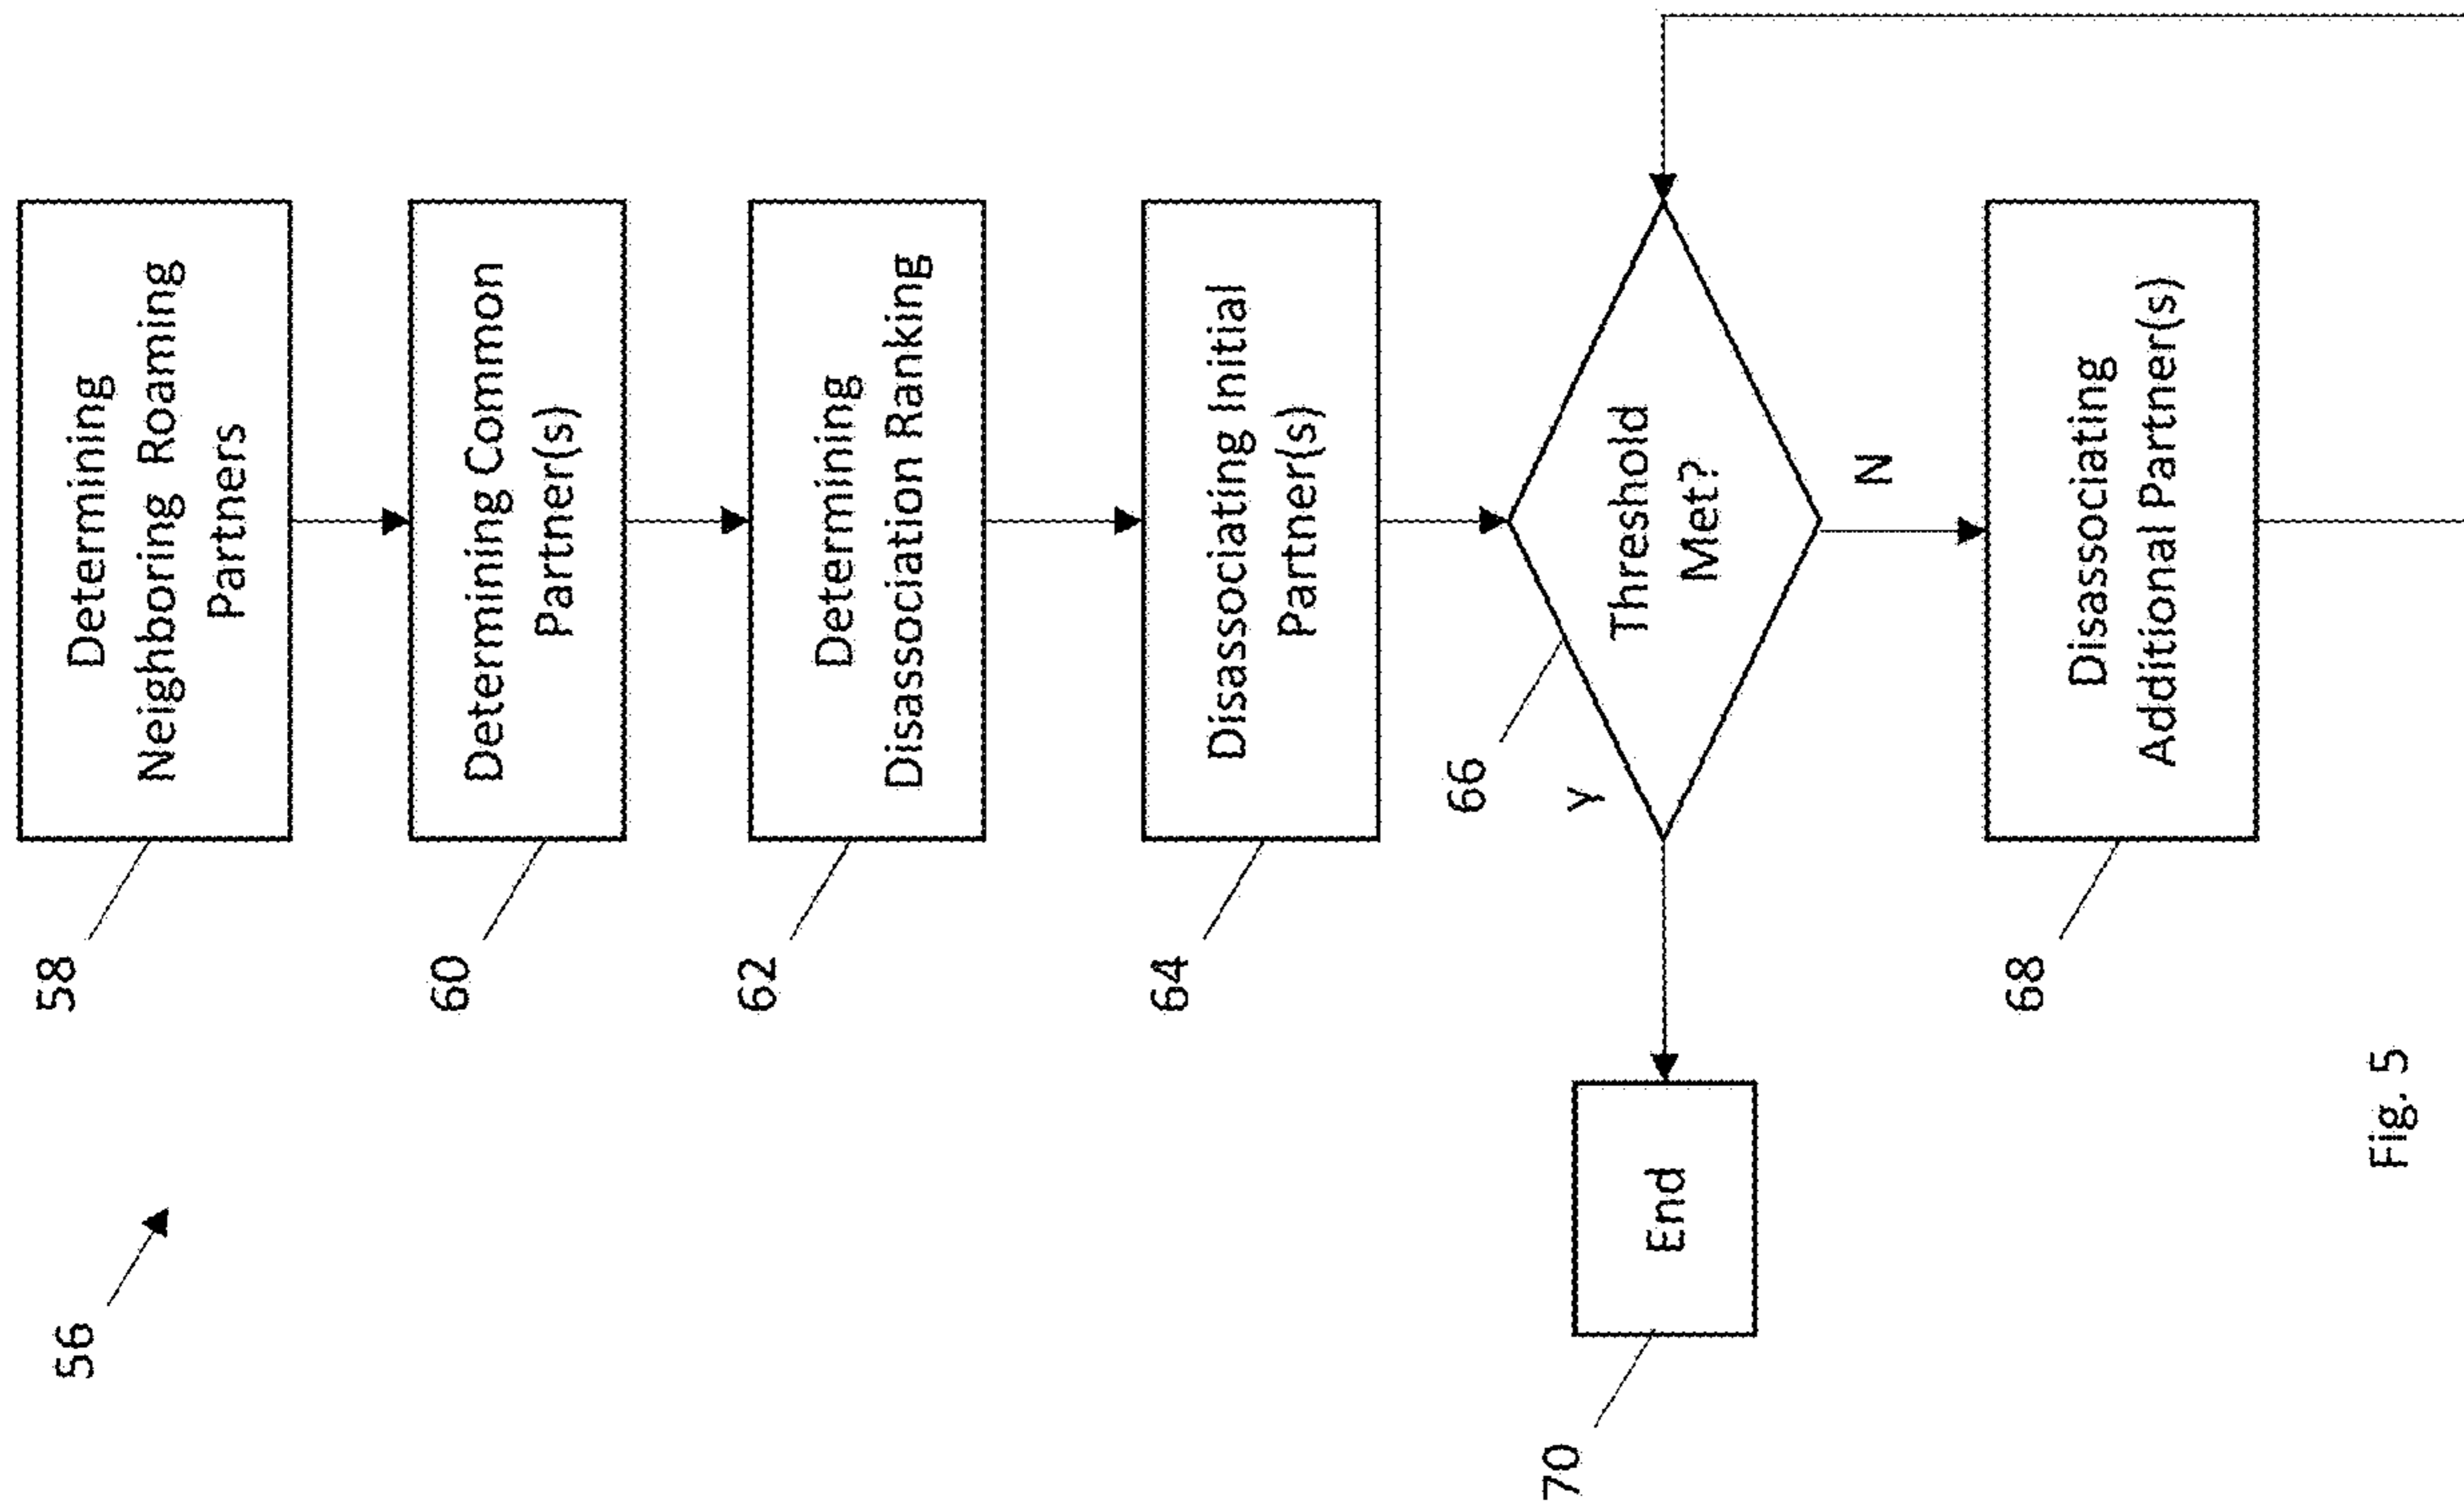 56
58
Determining
Neighboring Roaming
Partners
60
Determining Common
Partner(s)
62
Determining
Disassociation Ranking
64
Disassociating Initial
Partner(s)
66
Threshold
Met?
y
N
70
End
68
Disassociating
Additional Partner(s)
Fig. 5